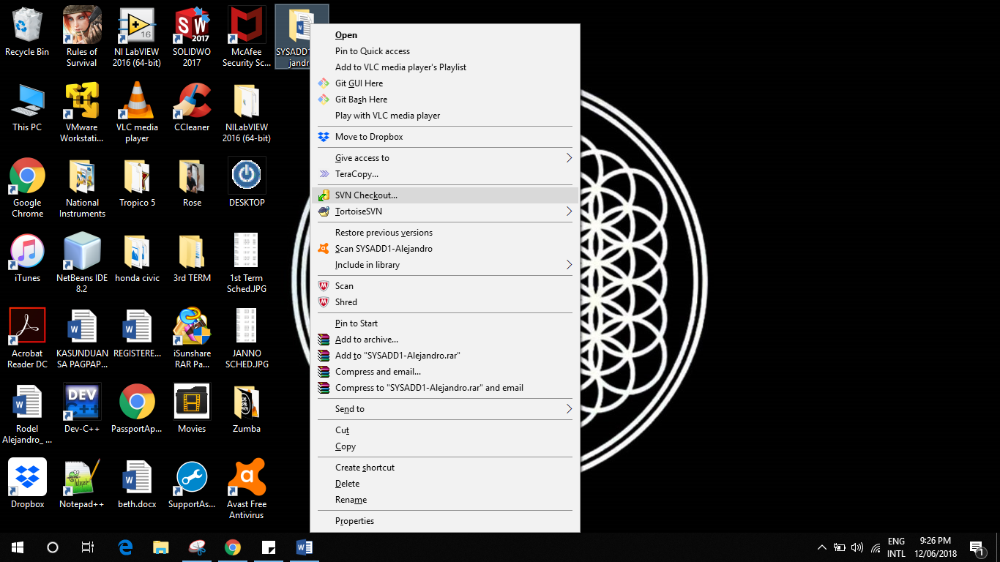 Recycle Bin
Rules of
Survival
NI LabVIEW
2016 (64-bit)
16
SOLIDWO
2017
SW
2017
McAfee
Security Sc...
SYSADD1
jandr
This PC
VMware
Workstati...
VLC media
player
CCleaner
NILabVIEW
2016 (64-bit)
Google
Chrome
National
Instruments
Tropico 5
Rose
DESKTOP
iTunes
NetBeans IDE
8.2
honda civic
3rd TERM
1st Term
Sched.JPG
Acrobat
Reader DC
KASUNDUAN
SA PAGPAP...
REGISTERE...
iSunshare
RAR Pa...
JANNO
SCHED.JPG
Rodel
Alejandro_ ...
DEV
C++
Dev-C++
PassportAp...
Movies
Zumba
Dropbox
Notepad++
beth.docx
SupportAs...
Avast Free
Antivirus
Open
Pin to Quick access
Add to VLC media player's Playlist
Git GUI Here
Git Bash Here
Play with VLC media player
Move to Dropbox
Give access to
TeraCopy...
SVN Checkout...
TortoiseSVN
Restore previous versions
Scan SYSADD1-Alejandro
Include in library
Scan
Shred
Pin to Start
Add to archive...
Add to "SYSADD1-Alejandro.rar"
Compress and email...
Compress to "SYSADD1-Alejandro.rar" and email
Send to
Cut
Copy
Create shortcut
Delete
Rename
Properties
ENG
INTL
9:26 PM
12/06/2018
1